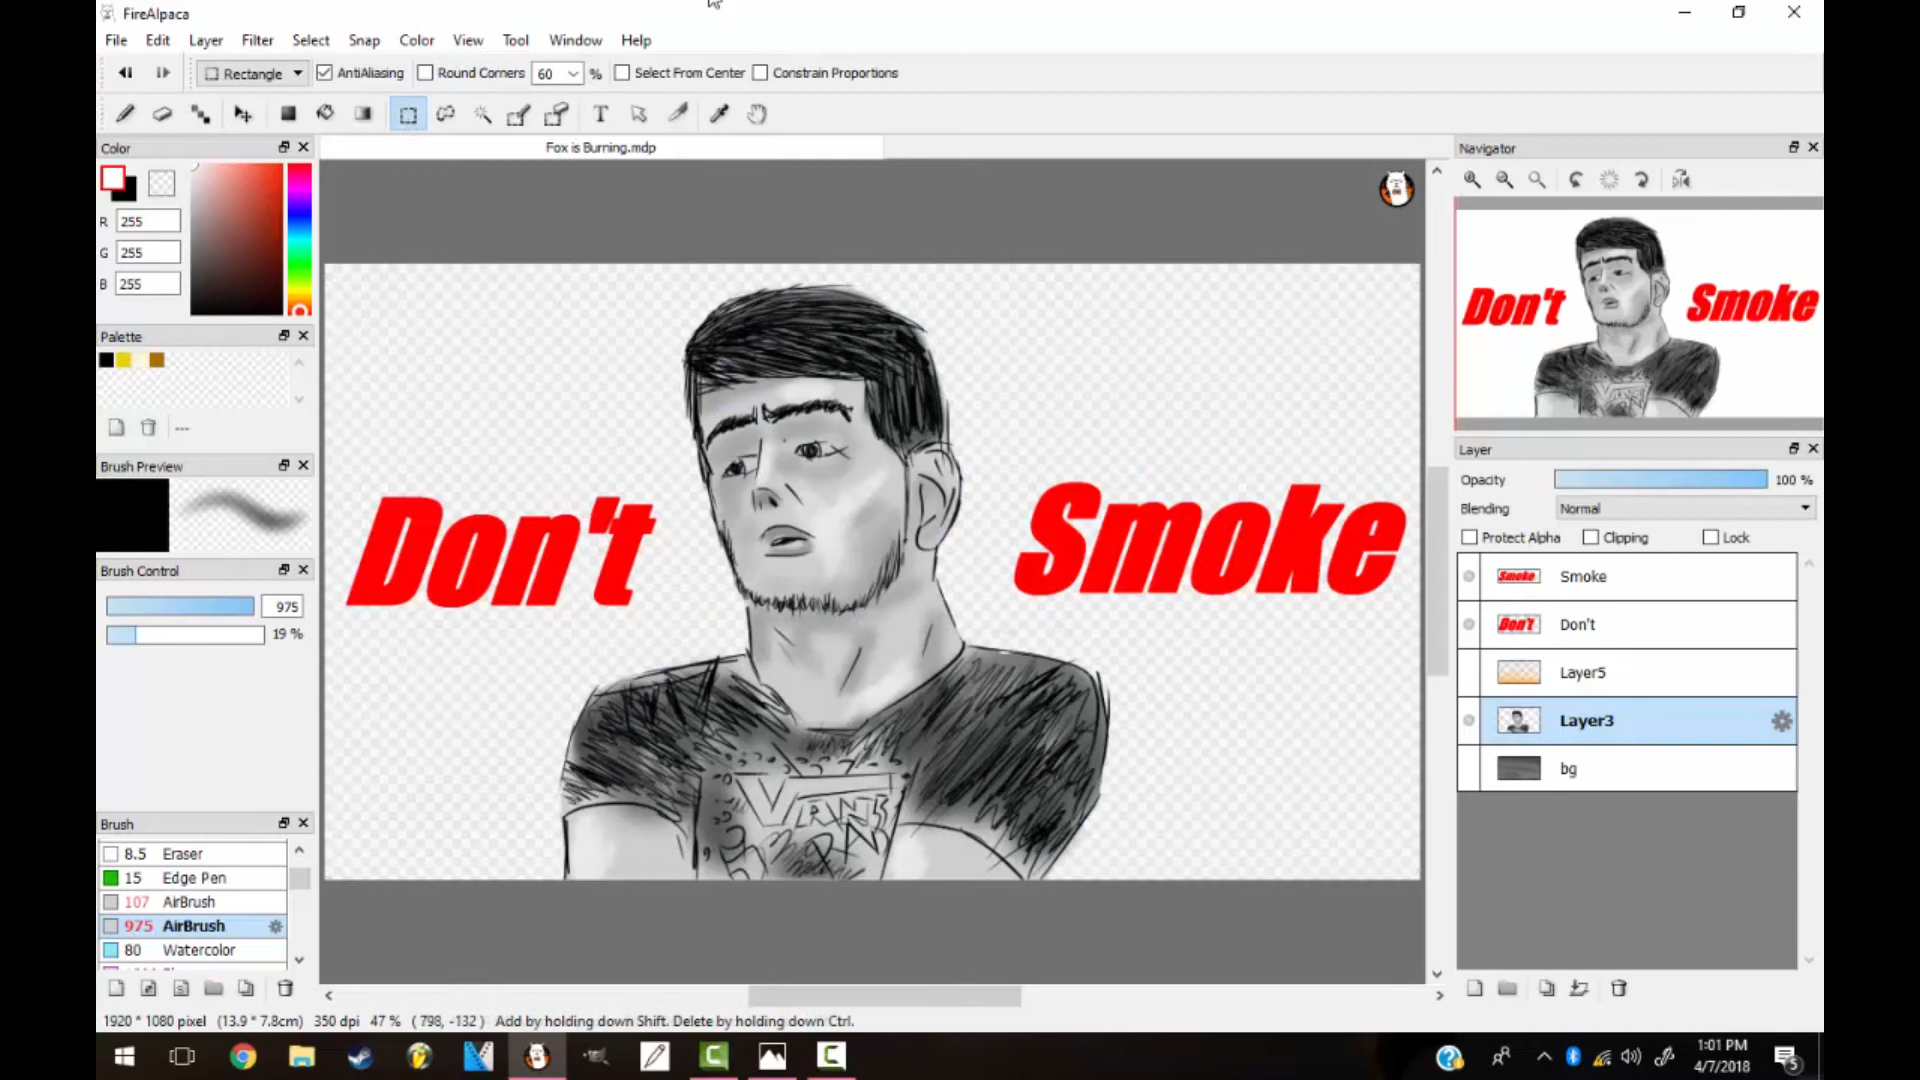 FireAlpaca
File Edit Layer Filter Select Snap Color View Tool Window Help
Rectangle AntiAliasing Round Corners 60 % Select From Center Constrain Proportions
Color
Fox is Burning.mdp
Navigator
R 255
G 255
B 255
Don't Smoke
Palette
---
Layer
Brush Preview
Opacity 100 %
Blending Normal
Protect Alpha Clipping Lock
Don't
Smoke
Brush Control
975
19 %
Smoke Smoke
Don't Don't
Layer5
Layer3
bg
VANS
Brush
8.5 Eraser
15 Edge Pen
107 AirBrush
975 AirBrush
80 Watercolor
1920 * 1080 pixel (13.9 * 7.8cm) 350 dpi 47 % ( 798, -132 ) Add by holding down Shift. Delete by holding down Ctrl.
1:01 PM
4/7/2018
5